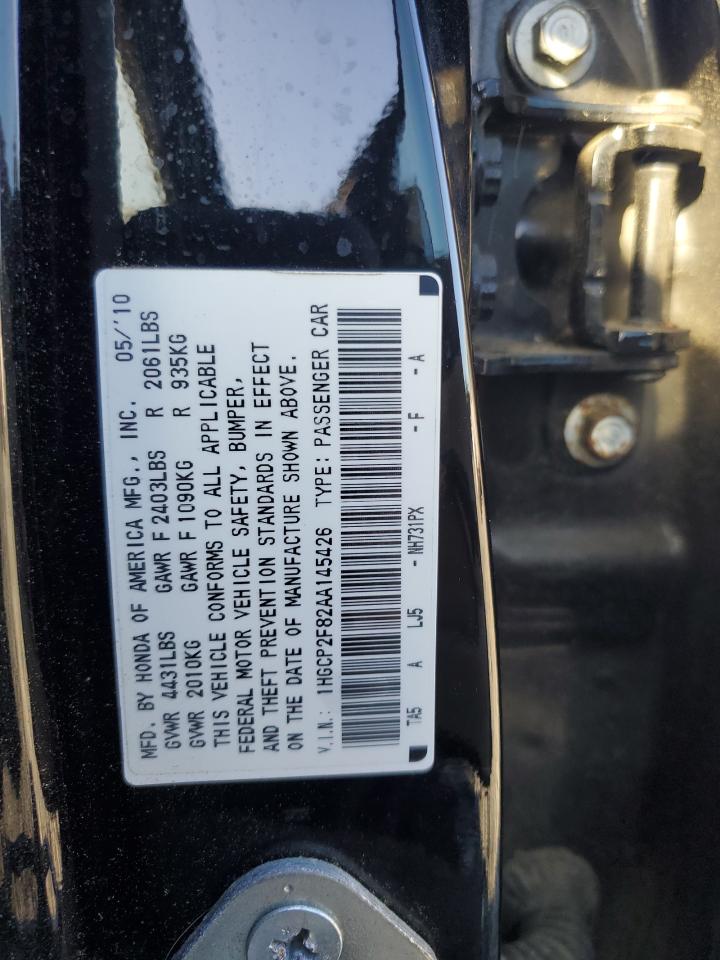 MFD. BY HONDA OF AMERICA MFG., INC. 05/'10
GVWR 4431LBS GAWR F 2403LBS R 2061LBS
GVWR 2010KG GAWR F 1090KG R 935KG
THIS VEHICLE CONFORMS TO ALL APPLICABLE
FEDERAL MOTOR VEHICLE SAFETY, BUMPER,
AND THEFT PREVENTION STANDARDS IN EFFECT
ON THE DATE OF MANUFACTURE SHOWN ABOVE.
V.I.N.: 1HGCP2F82AA145426 TYPE: PASSENGER CAR
TA5 A LJ5 - NH731PX - F - A